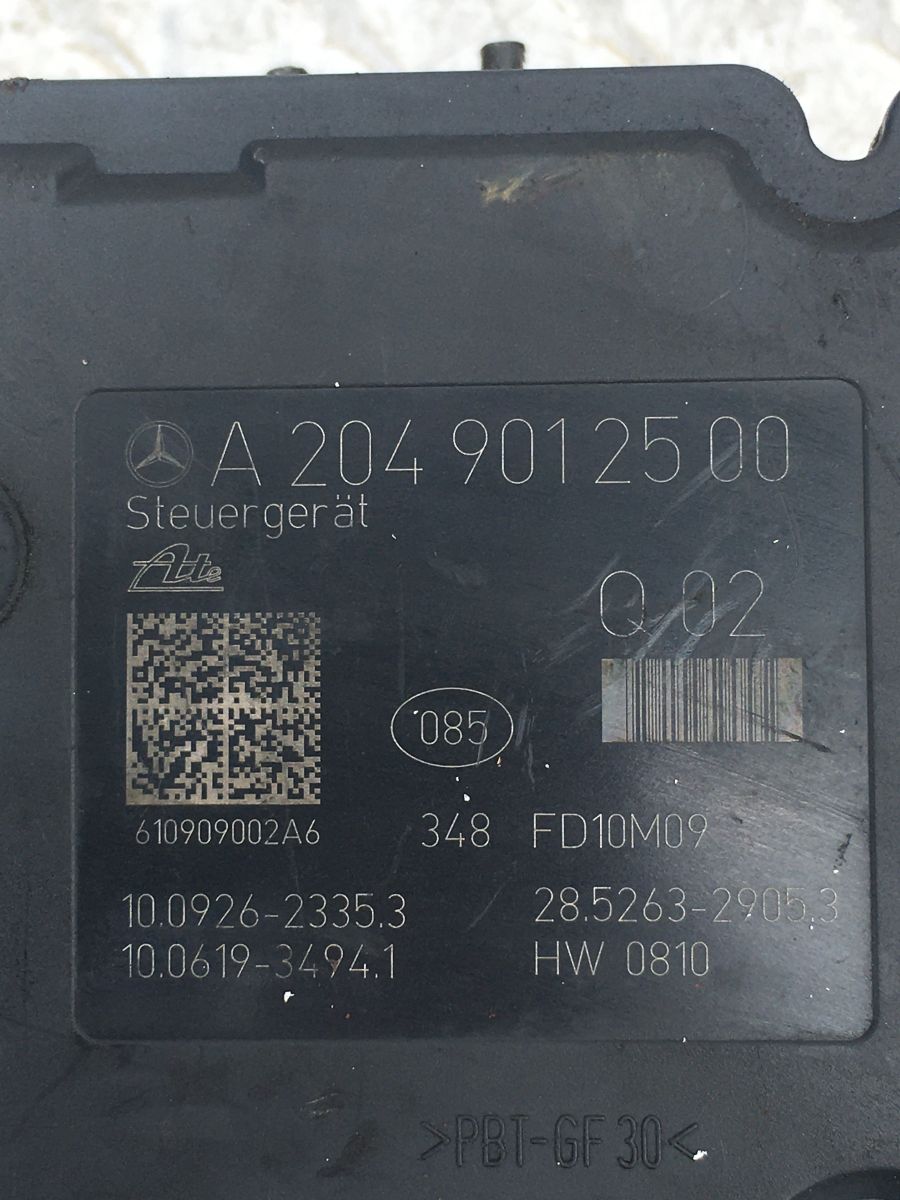 A 204 901 25 00
Steuergerät
Ate
Q 02
085
610909002A6
348 FD10M09
10.0926-2335.3
28.5263-2905.3
10.0619-3494.1
HW 0810
>PBT-GF 30<